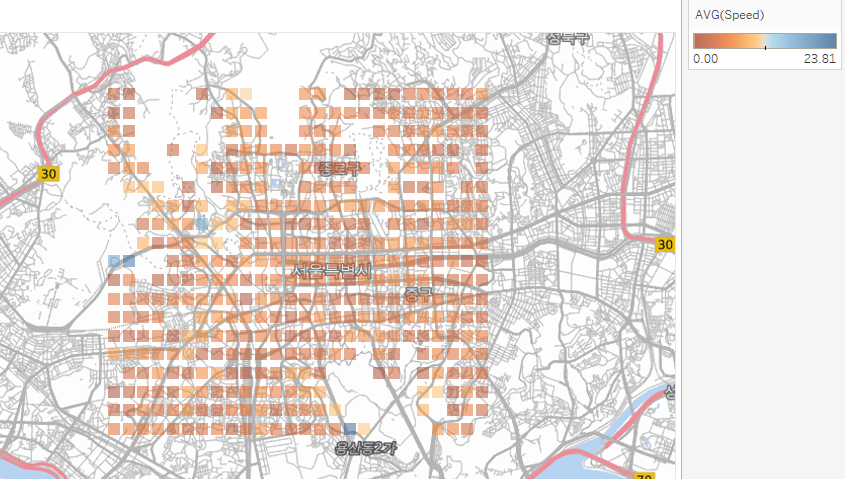 AVG(Speed)
0.00 23.81
성북구
30
종로구
30
서울특별시
중구
용산동2가
70